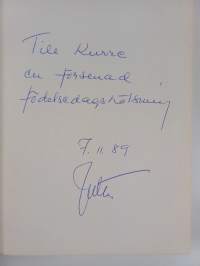 Till Kurre
en försenad
födelsedagshälsning
7.11.89